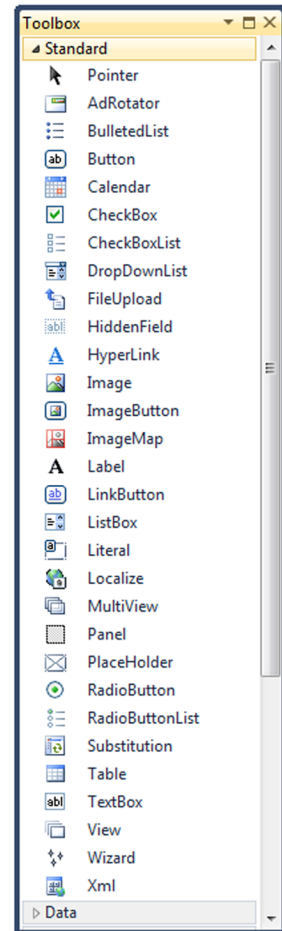 Toolbox
Standard
Pointer
AdRotator
BulletedList
Button
Calendar
CheckBox
CheckBoxList
DropDownList
FileUpload
HiddenField
HyperLink
Image
ImageButton
ImageMap
Label
LinkButton
ListBox
Literal
Localize
MultiView
Panel
PlaceHolder
RadioButton
RadioButtonList
Substitution
Table
TextBox
View
Wizard
Xml
Data